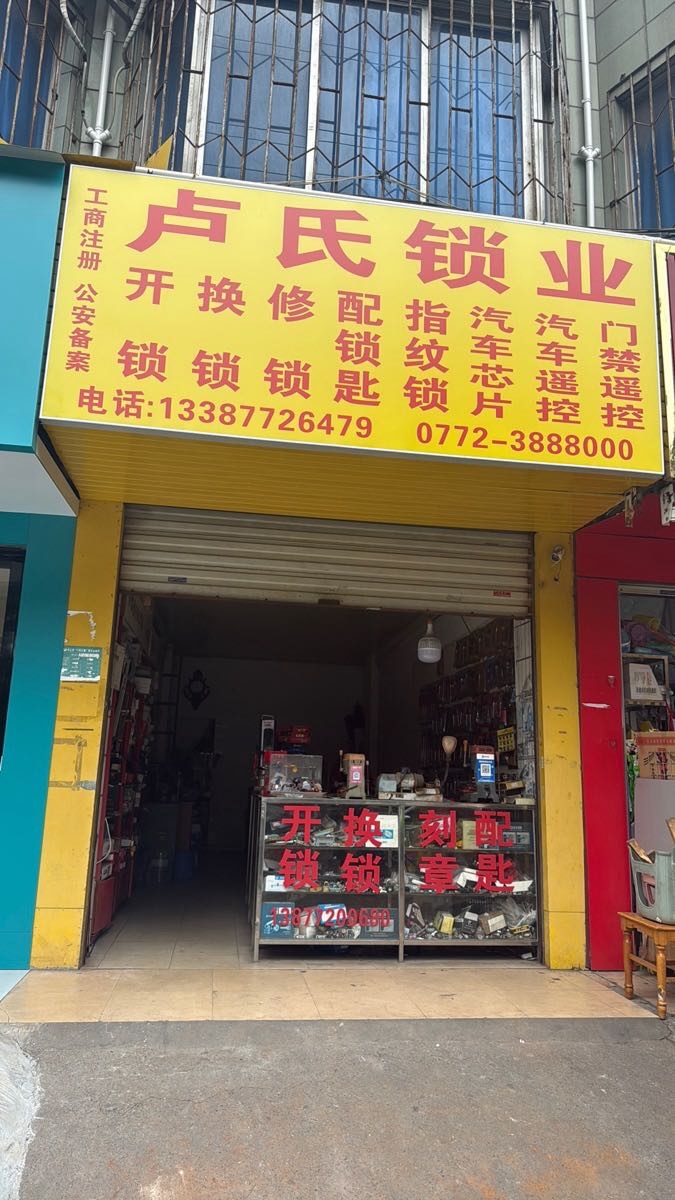 卢氏锁业
工商注册 公安备案
开锁 换锁 修锁 配锁匙 指纹锁 汽车芯片 汽车遥控 门禁遥控
电话:13387726479 0772-3888000
开锁 换锁 刻章 配匙